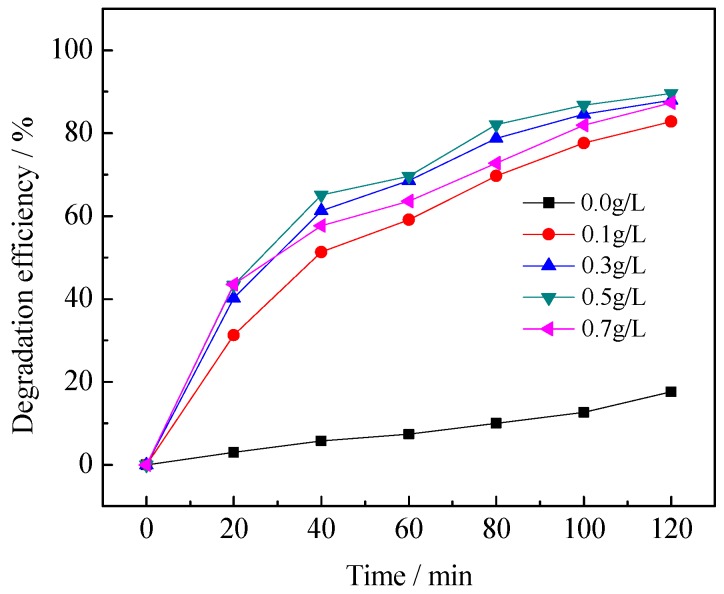 Degradation efficiency / %
100
80
60
40
20
0
0.0g/L
0.1g/L
0.3g/L
0.5g/L
0.7g/L
0 20 40 60 80 100 120
Time / min